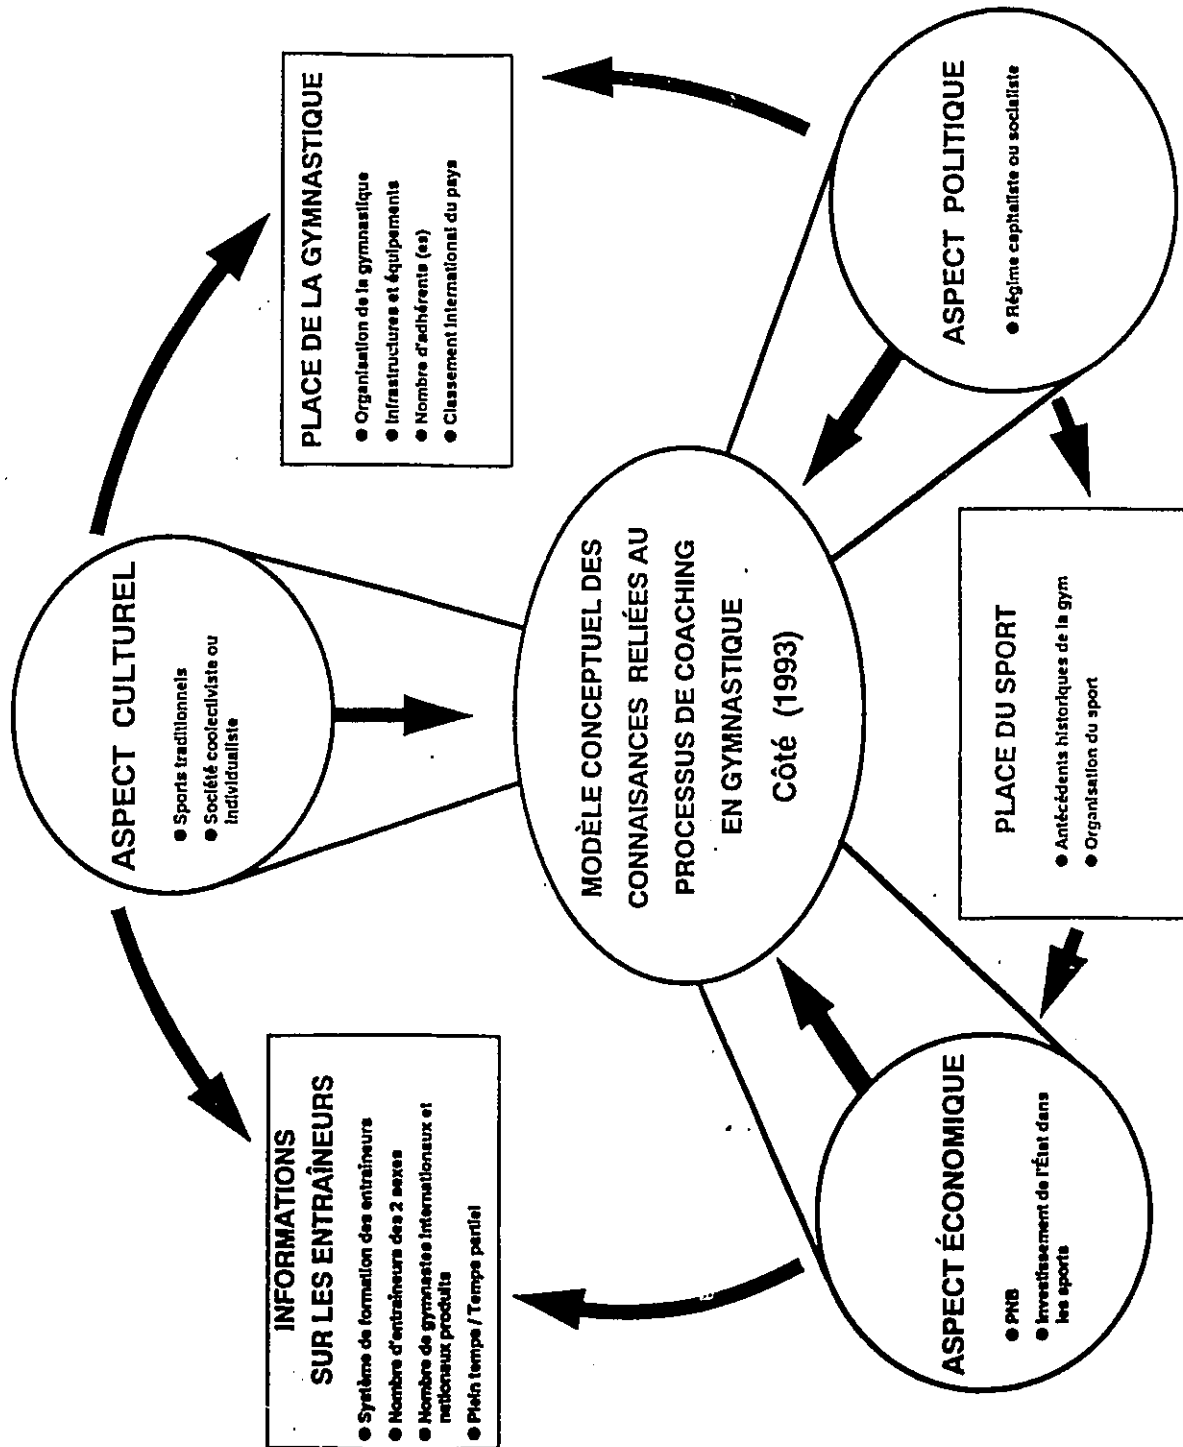 INFORMATIONS
SUR LES ENTRAÎNEURS
● Système de formation des entraîneurs
● Nombre d'entraîneurs des 2 sexes
● Nombre de gymnastes internationaux et
nationaux produits
● Plein temps / Temps partiel
ASPECT CULTUREL
● Sports traditionnels
● Société coolectiviste ou
individualiste
PLACE DE LA GYMNASTIQUE
● Organisation de la gymnastique
● Infrastructures et équipements
● Nombre d'adhérents (es)
● Classement international du pays
MODÈLE CONCEPTUEL DES
CONNAISANCES RELIÉES AU
PROCESSUS DE COACHING
EN GYMNASTIQUE
Côté (1993)
ASPECT ÉCONOMIQUE
● PNB
● Investissement de l'État dans
les sports
PLACE DU SPORT
● Antécédents historiques de la gym
● Organisation du sport
ASPECT POLITIQUE
● Régime capitaliste ou socialiste